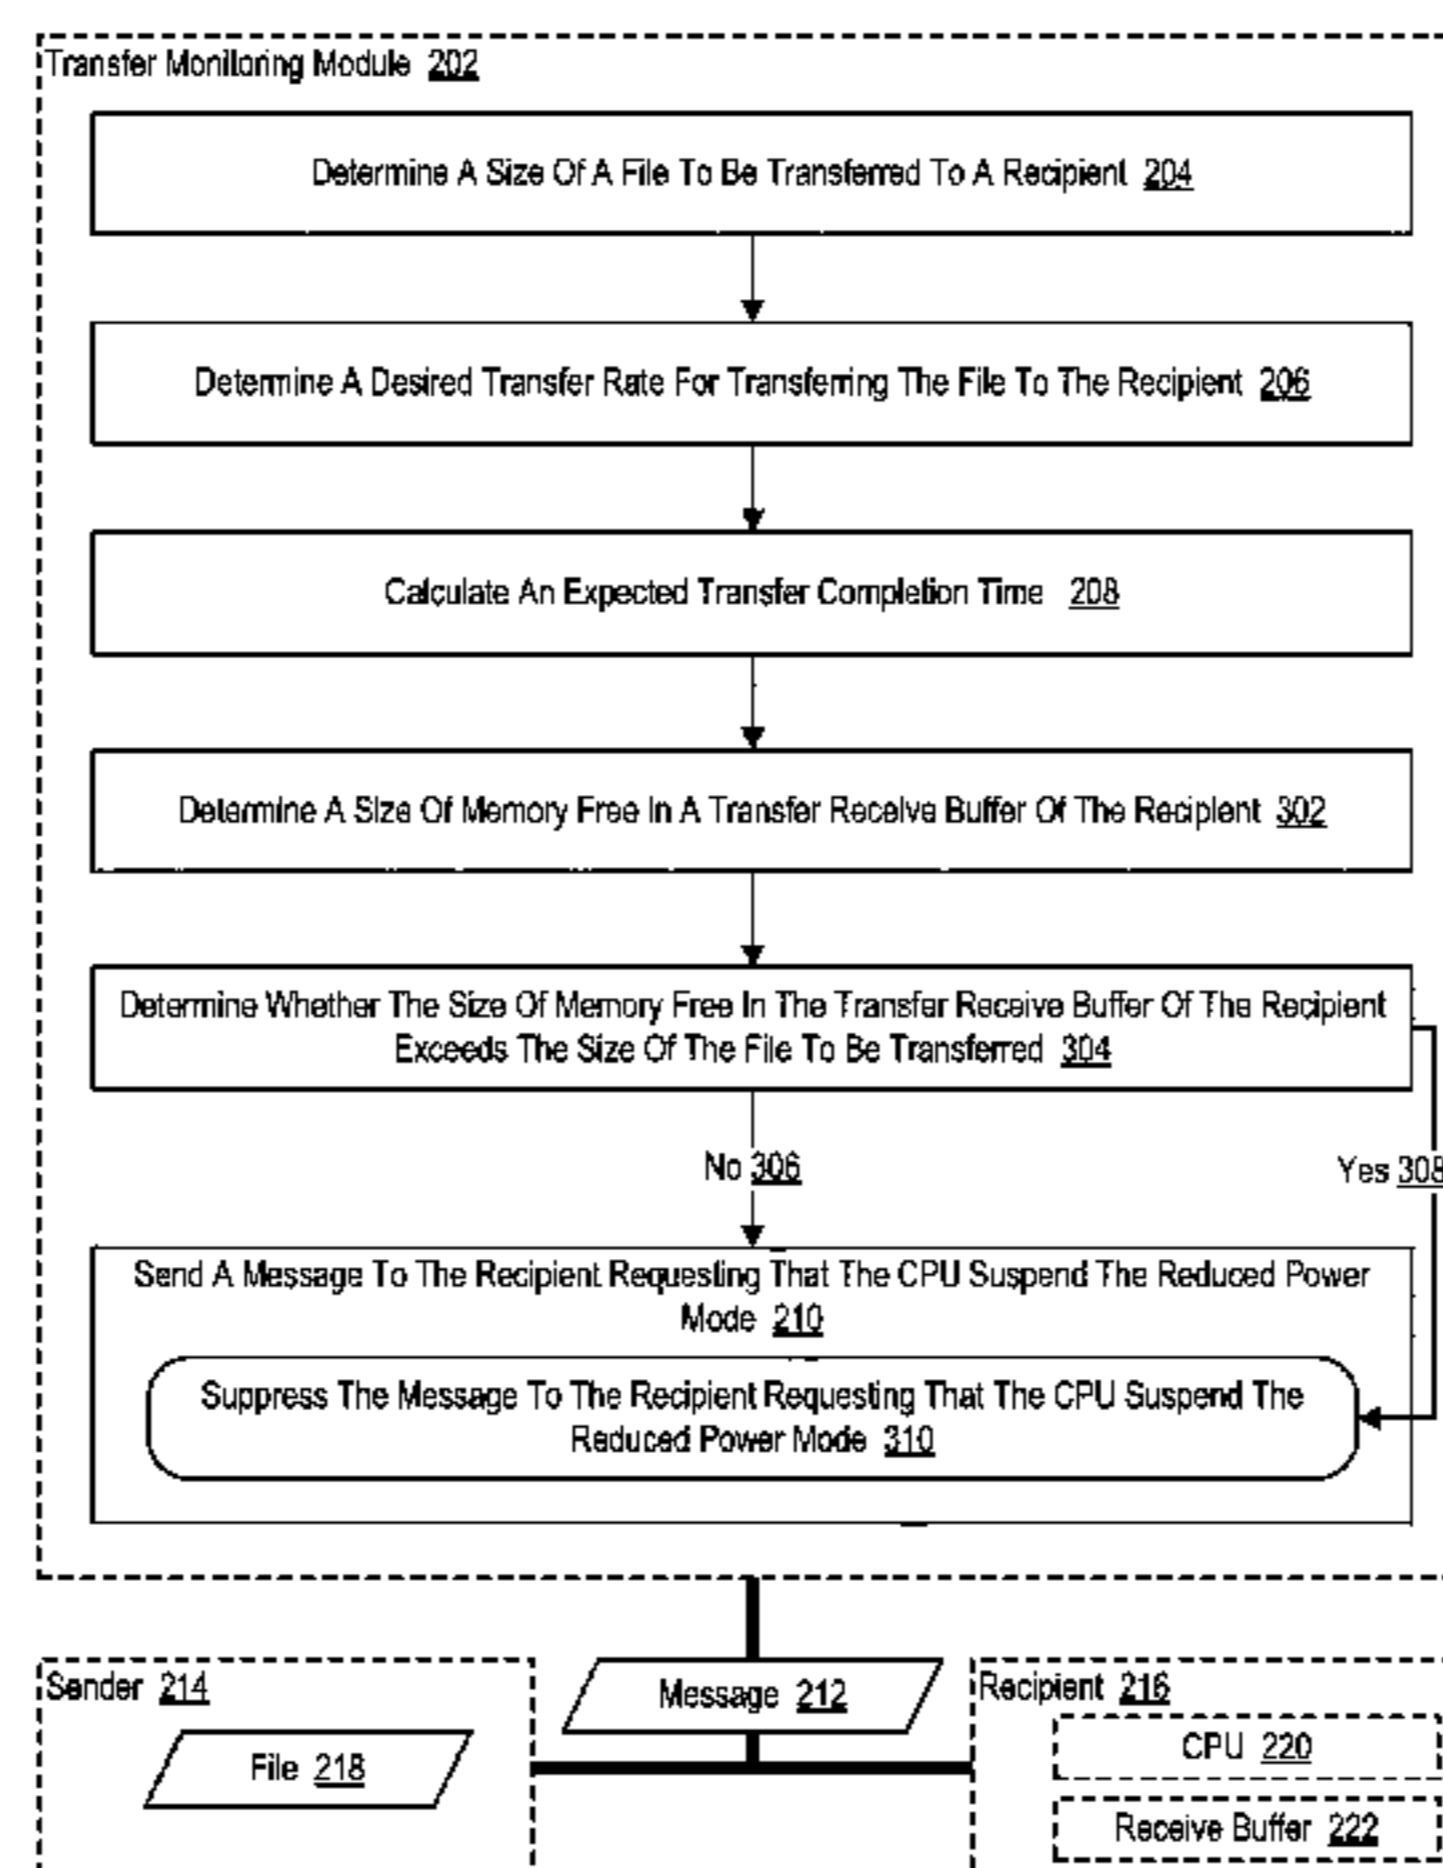 Transfer Monitoring Module 202
Determine A Size Of A File To Be Transferred To A Recipient 204
Determine A Desired Transfer Rate For Transferring The File To The Recipient 206
Calculate An Expected Transfer Completion Time 208
Determine A Size Of Memory Free In A Transfer Receive Buffer Of The Recipient 302
Determine Whether The Size Of Memory Free In The Transfer Receive Buffer Of The Recipient
Exceeds The Size Of The File To Be Transferred 304
No 306
Yes 308
Send A Message To The Recipient Requesting That The CPU Suspend The Reduced Power
Mode 210
Suppress The Message To The Recipient Requesting That The CPU Suspend The
Reduced Power Mode 310
Sender 214
Message 212
Recipient 216
File 218
CPU 220
Receive Buffer 222